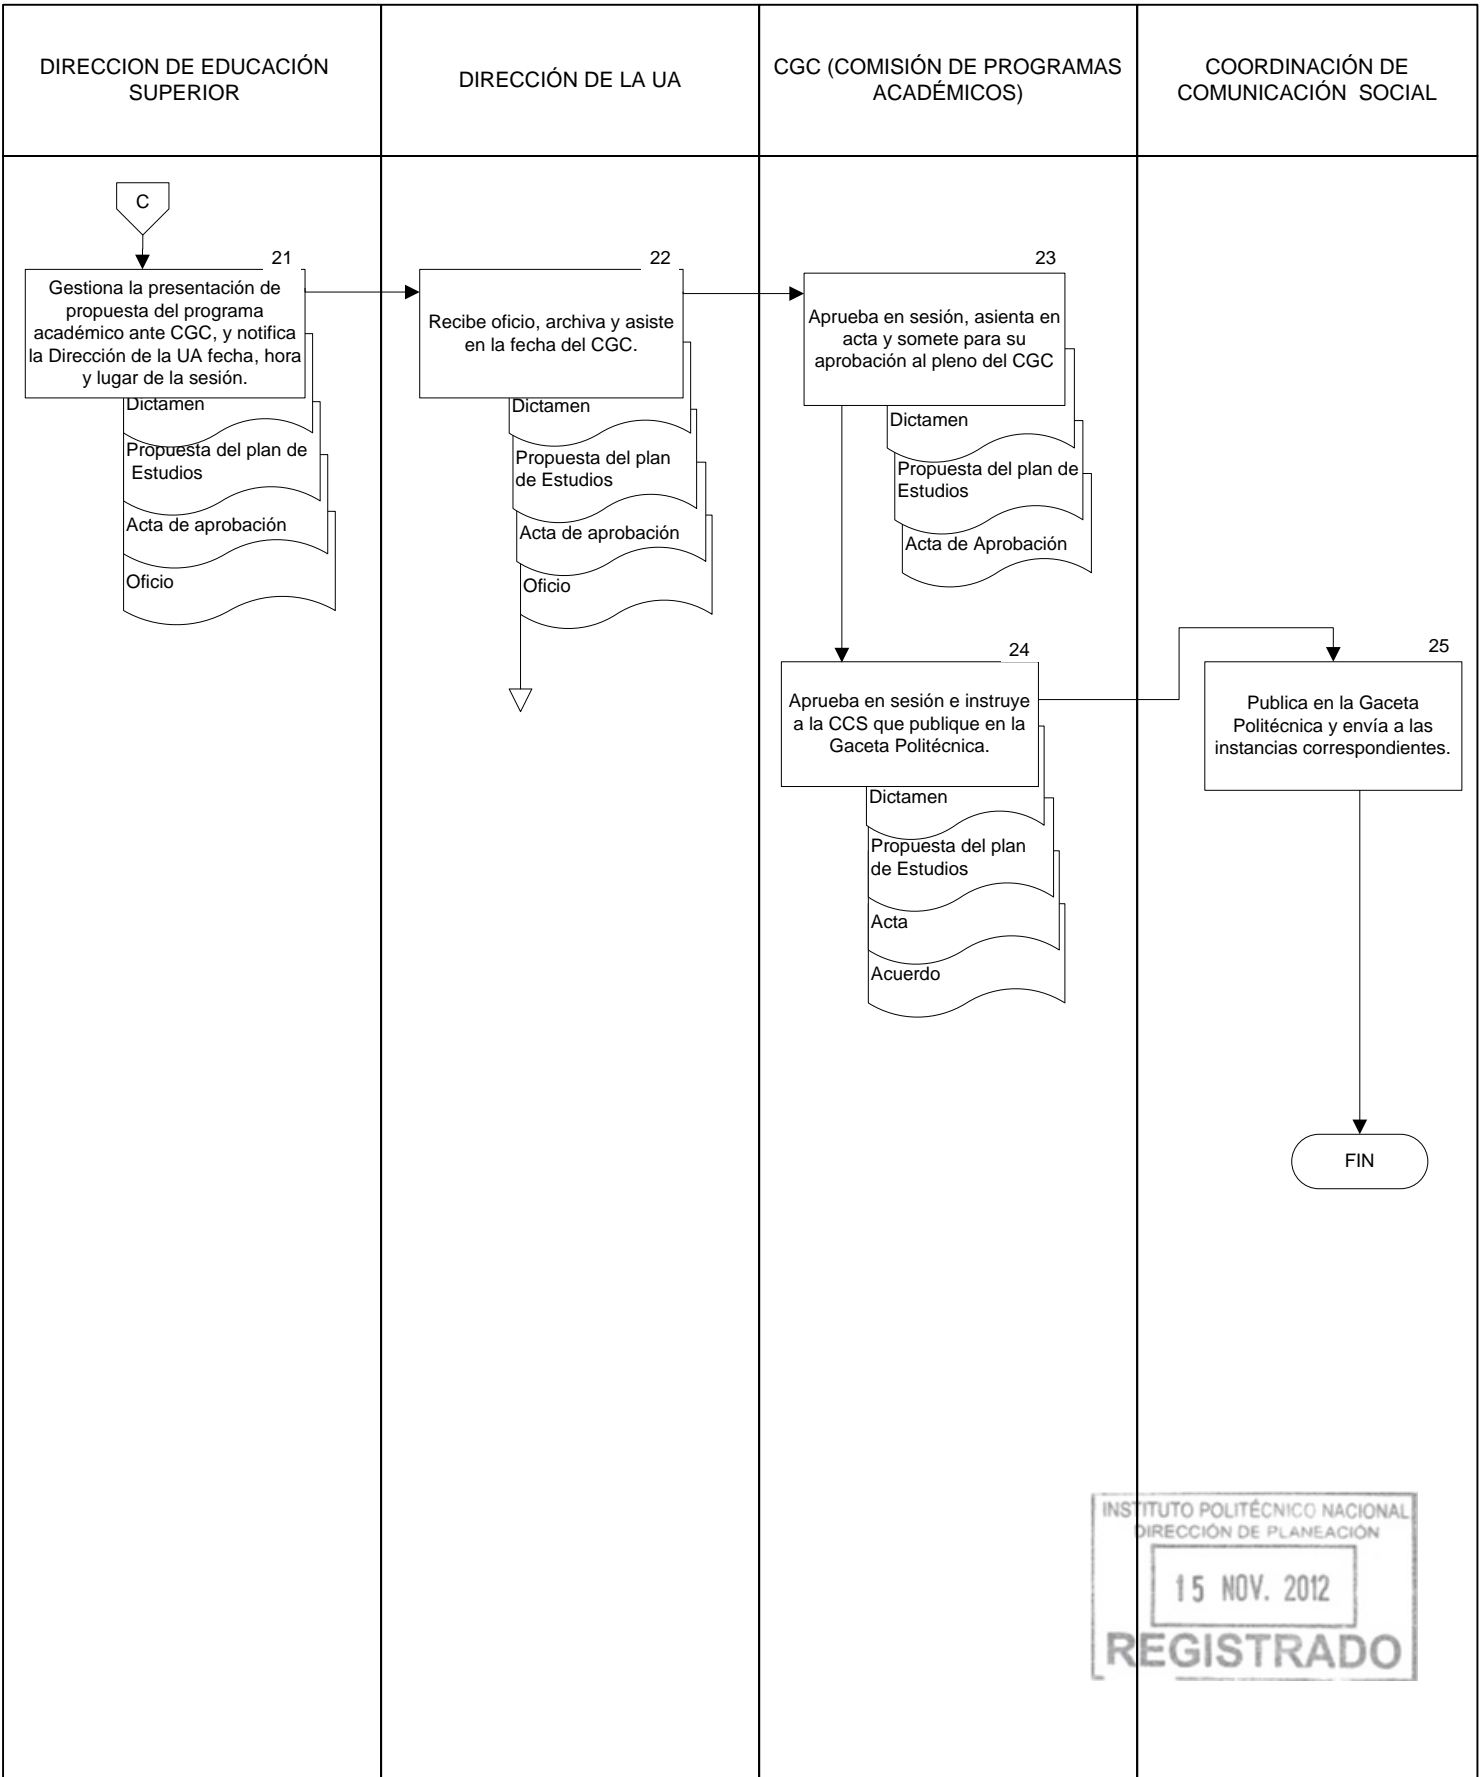 DIRECCION DE EDUCACIÓN
SUPERIOR
DIRECCIÓN DE LA UA
CGC (COMISIÓN DE PROGRAMAS
ACADÉMICOS)
COORDINACIÓN DE
COMUNICACIÓN SOCIAL
C
21
Gestiona la presentación de
propuesta del programa
académico ante CGC, y notifica
la Dirección de la UA fecha, hora
y lugar de la sesión.
Dictamen
Propuesta del plan de
Estudios
Acta de aprobación
Oficio
22
Recibe oficio, archiva y asiste
en la fecha del CGC.
Dictamen
Propuesta del plan
de Estudios
Acta de aprobación
Oficio
23
Aprueba en sesión, asienta en
acta y somete para su
aprobación al pleno del CGC
Dictamen
Propuesta del plan de
Estudios
Acta de Aprobación
24
Aprueba en sesión e instruye
a la CCS que publique en la
Gaceta Politécnica.
Dictamen
Propuesta del plan
de Estudios
Acta
Acuerdo
25
Publica en la Gaceta
Politécnica y envía a las
instancias correspondientes.
FIN
INSTITUTO POLITÉCNICO NACIONAL
DIRECCIÓN DE PLANEACIÓN
15 NOV. 2012
REGISTRADO